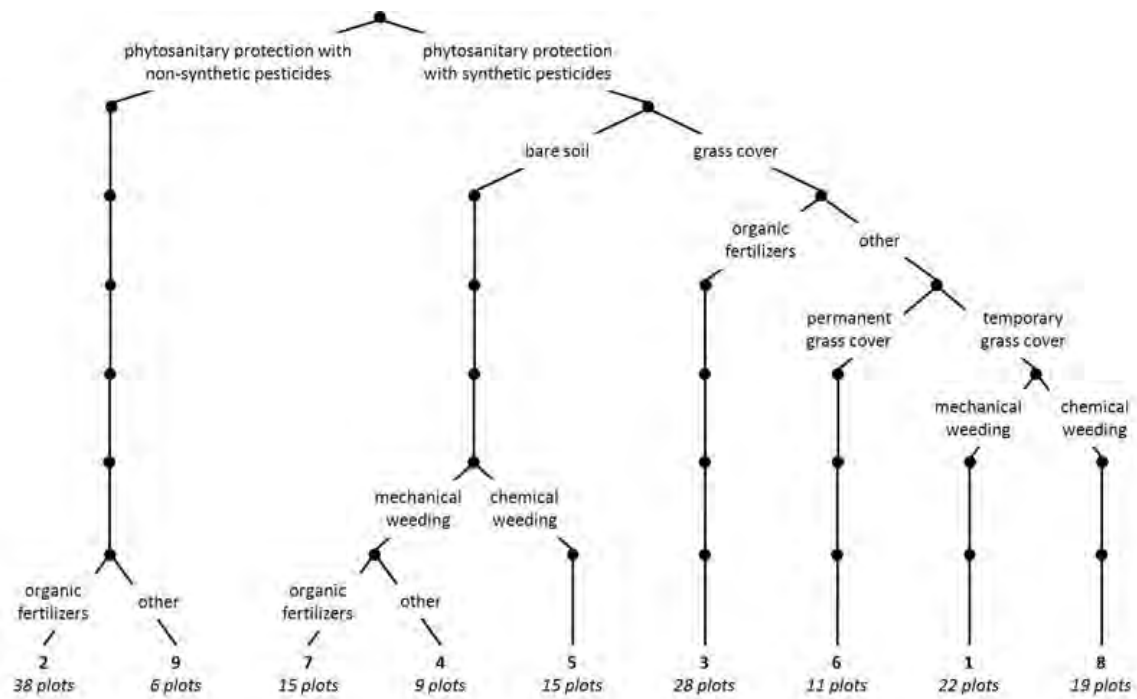 phytosanitary protection with
non-synthetic pesticides
phytosanitary protection
with synthetic pesticides
bare soil
grass cover
organic
fertilizers
other
permanent
grass cover
temporary
grass cover
mechanical
weeding
chemical
weeding
mechanical
weeding
chemical
weeding
organic
fertilizers
other
organic
fertilizers
other
2 9 7 4 5 3 6 1 8
38 plots 6 plots 15 plots 9 plots 15 plots 28 plots 11 plots 22 plots 19 plots